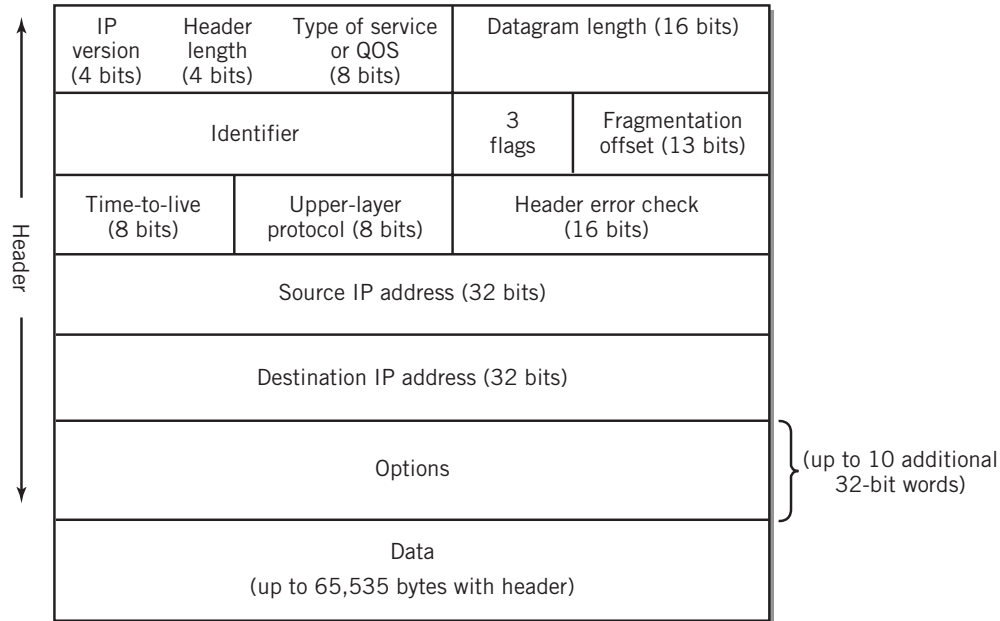 IP
version
(4 bits)
Header
length
(4 bits)
Type of service
or QOS
(8 bits)
Datagram length (16 bits)
Identifier
3
flags
Fragmentation
offset (13 bits)
Time-to-live
(8 bits)
Upper-layer
protocol (8 bits)
Header error check
(16 bits)
Header
Source IP address (32 bits)
Destination IP address (32 bits)
Options
(up to 10 additional
32-bit words)
Data
(up to 65,535 bytes with header)